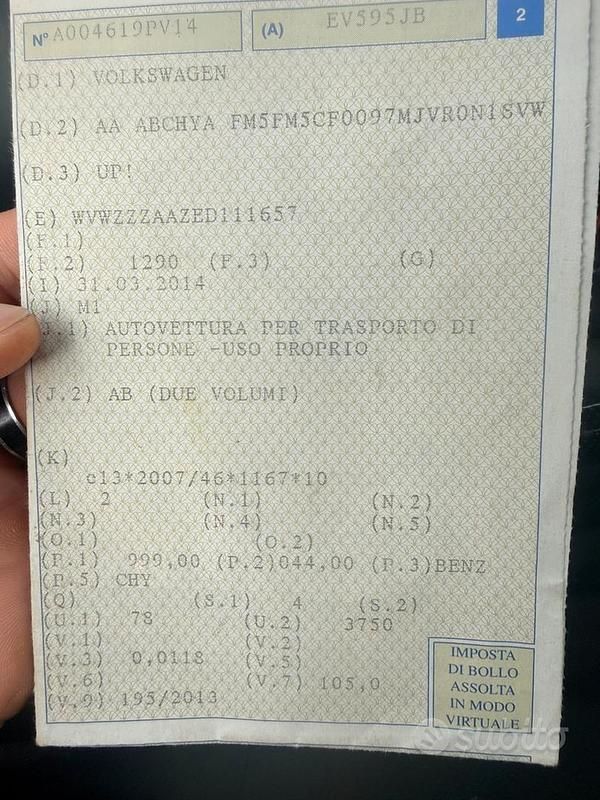 N° A004619PV14 (A) EV595JB 2
(D.1) VOLKSWAGEN
(D.2) AA ABCHYA FM5FM5CF0097MJVR0N1SVW
(D.3) UP!
(E) WVWZZZAAZED111657
(F.1)
(F.2) 1290 (F.3) (G)
(I) 31.03.2014
(J) M1
(J.1) AUTOVETTURA PER TRASPORTO DI
PERSONE -USO PROPRIO
(J.2) AB (DUE VOLUMI)
(K)
e13*2007/46*1167*10
(L) 2 (N.1) (N.2)
(N.3) (N.4) (N.5)
(O.1) (O.2)
(P.1) 999,00 (P.2)044,00 (P.3)BENZ
(P.5) CHY
(Q) (S.1) 4 (S.2)
(U.1) 78 (U.2) 3750
(V.1) (V.2)
(V.3) 0,0118 (V.5)
(V.6) (V.7) 105,0
(V.9) 195/2013
IMPOSTA
DI BOLLO
ASSOLTA
IN MODO
VIRTUALE
subito